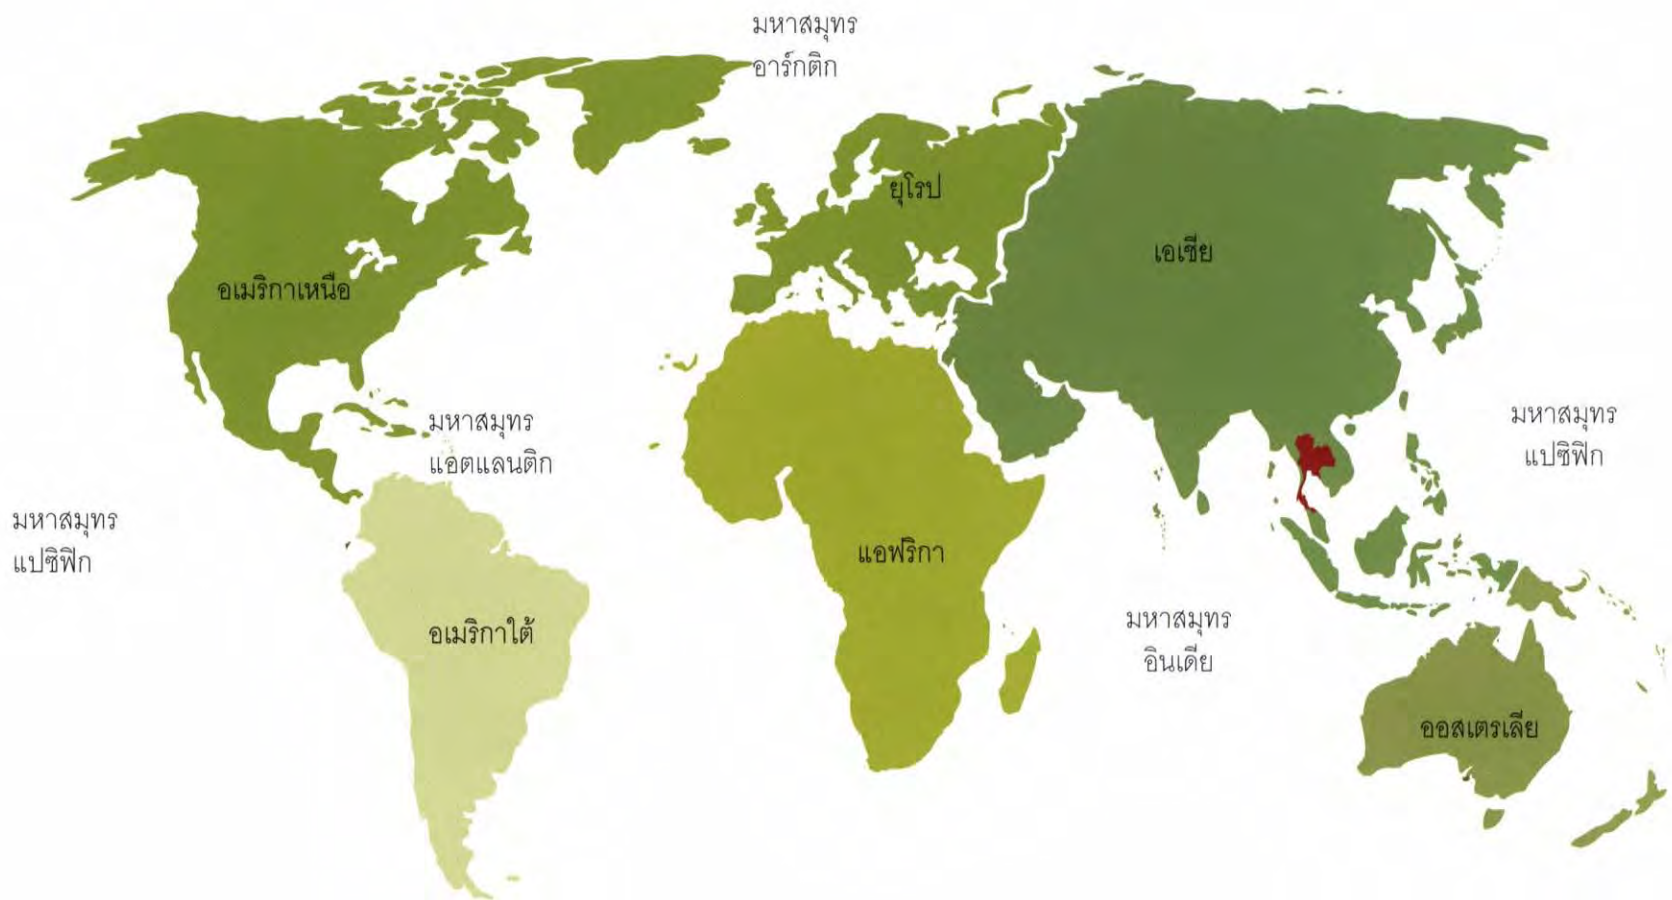 มหาสมุทร
อาร์กติก
ยุโรป
เอเชีย
อเมริกาเหนือ
มหาสมุทร
แอตแลนติก
มหาสมุทร
แปซิฟิก
มหาสมุทร
แปซิฟิก
แอฟริกา
อเมริกาใต้
มหาสมุทร
อินเดีย
ออสเตรเลีย